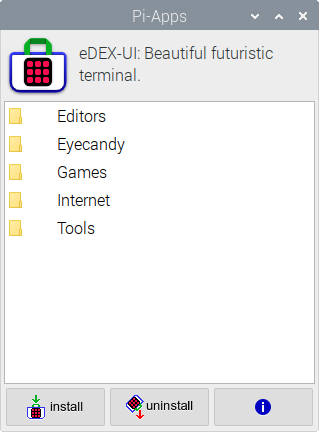 Pi-Apps
eDEX-UI: Beautiful futuristic
terminal.
Editors
Eyecandy
Games
Internet
Tools
install
uninstall